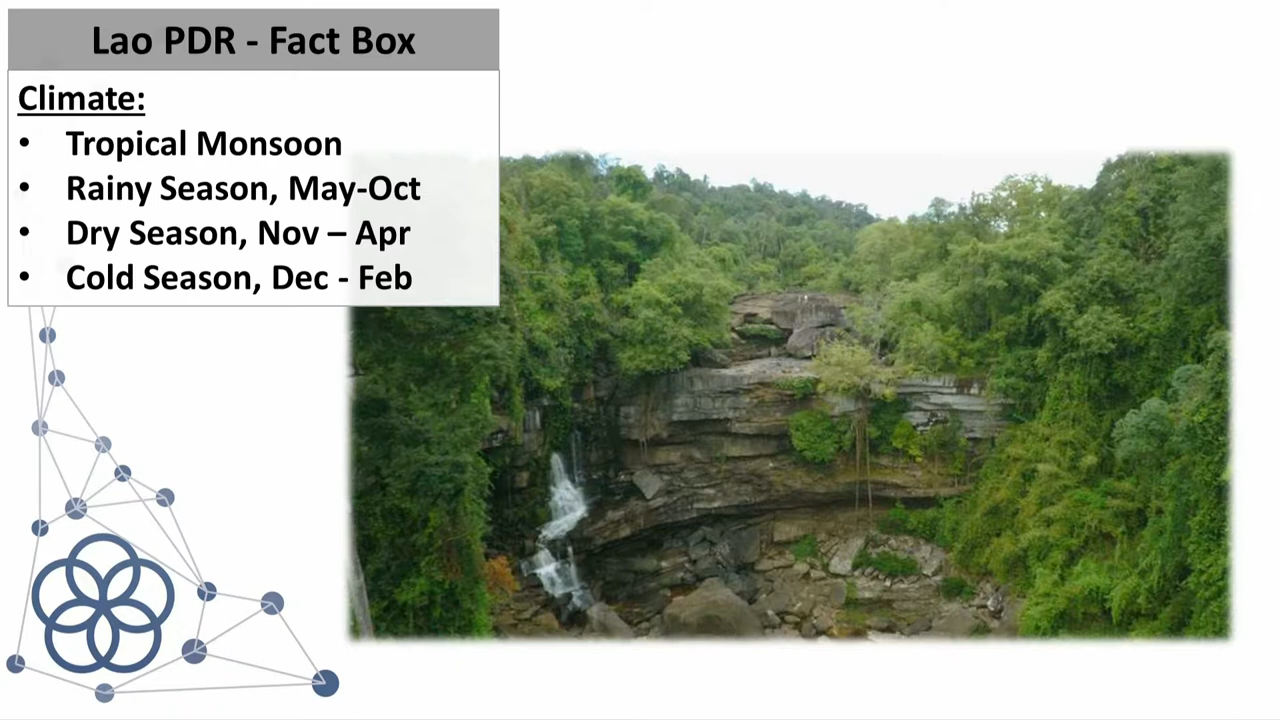 Lao PDR - Fact Box
Climate:
• Tropical Monsoon
• Rainy Season, May-Oct
• Dry Season, Nov – Apr
• Cold Season, Dec - Feb